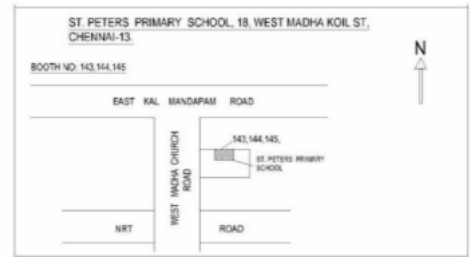 ST. PETERS PRIMARY SCHOOL, 18, WEST MADHA KOIL ST,
CHENNAI-13.
N
BOOTH NO: 143,144,145
EAST KAL MANDAPAM ROAD
143,144,145,
ST. PETERS PRIMARY
SCHOOL
WEST MADHA CHURCH
ROAD
NRT ROAD